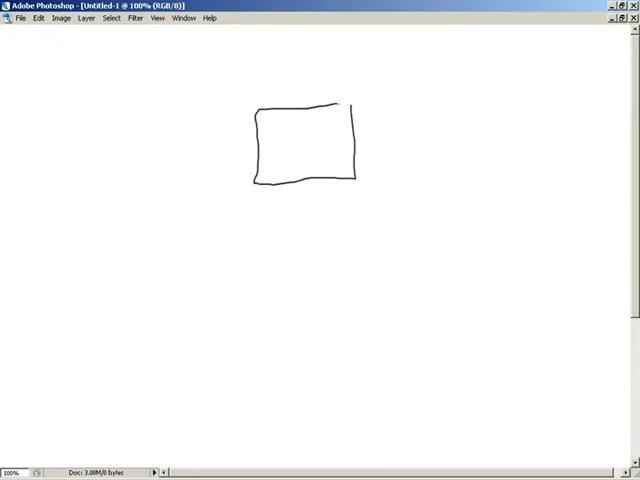 Adobe Photoshop - [Untitled-1 @ 100% (RGB/8)]
File Edit Image Layer Select Filter View Window Help
100% Doc: 3.00M/0 bytes